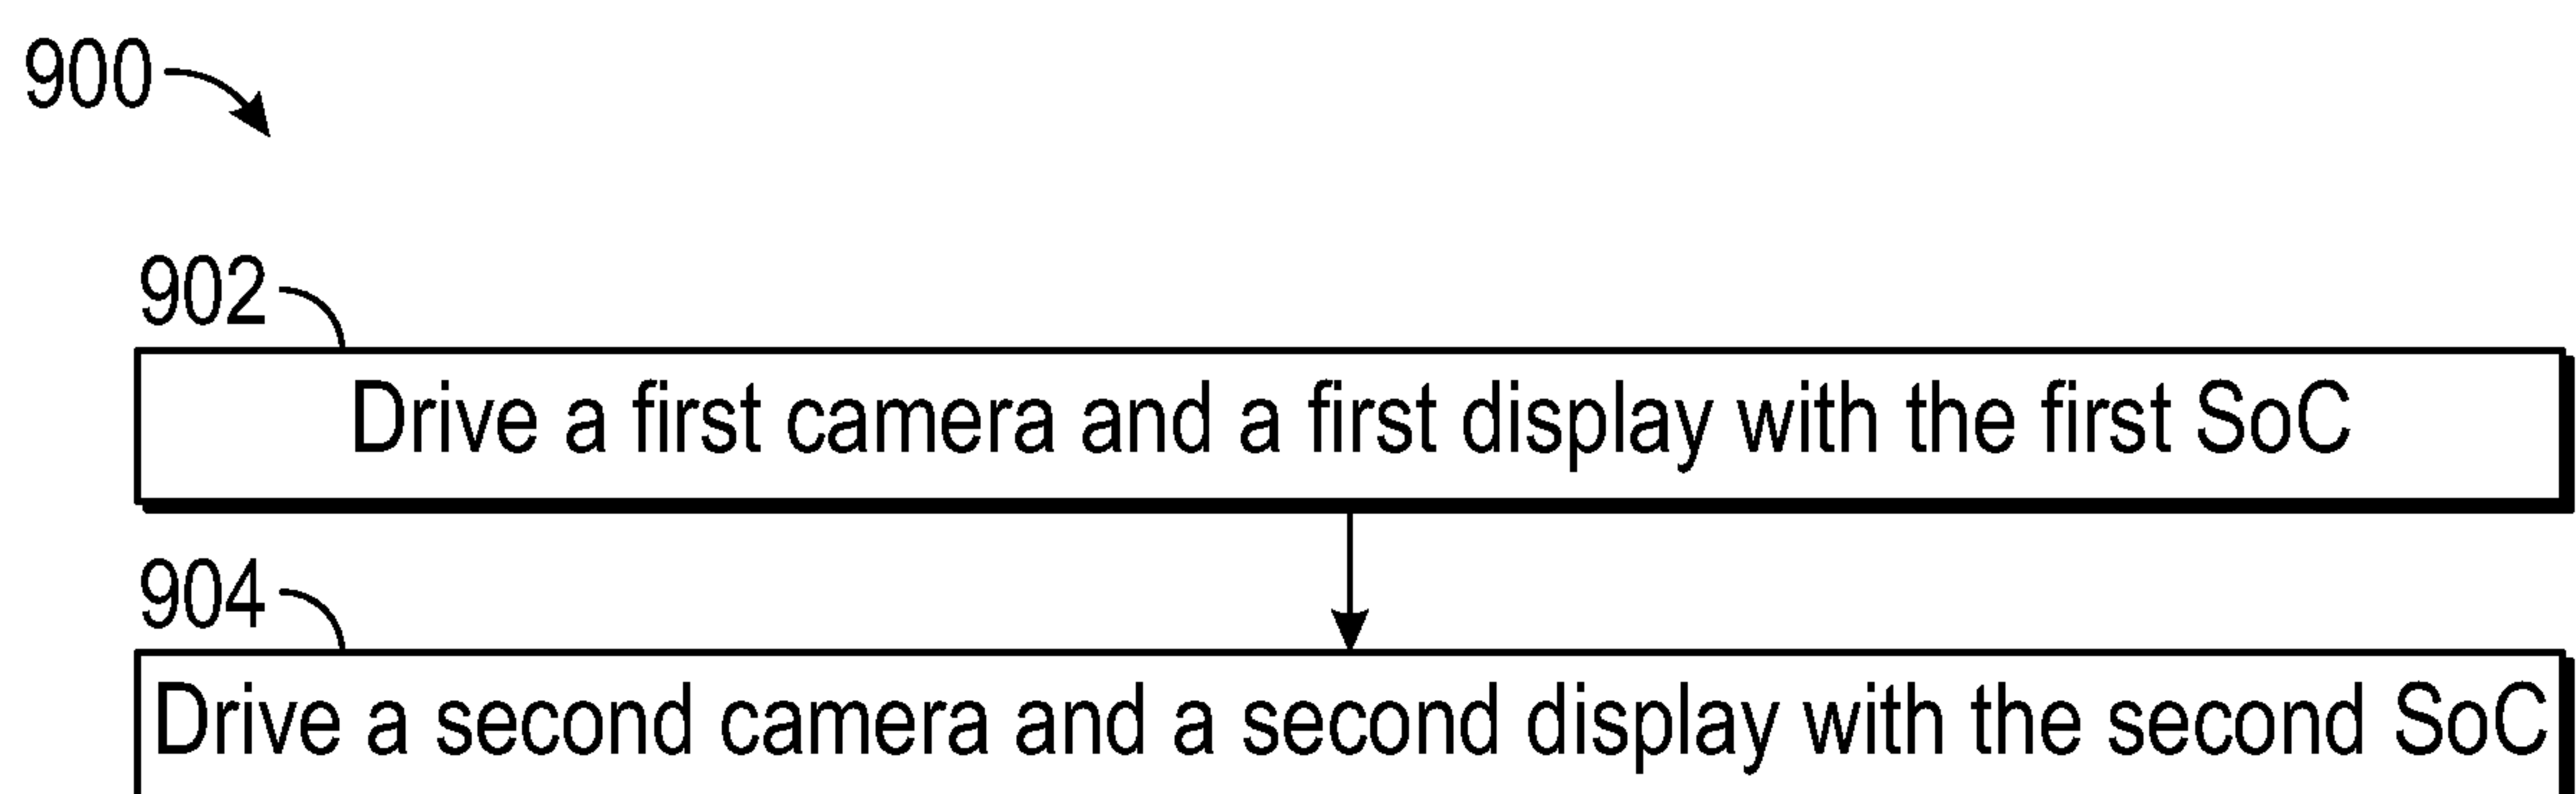 900
902
Drive a first camera and a first display with the first SoC
904
Drive a second camera and a second display with the second SoC